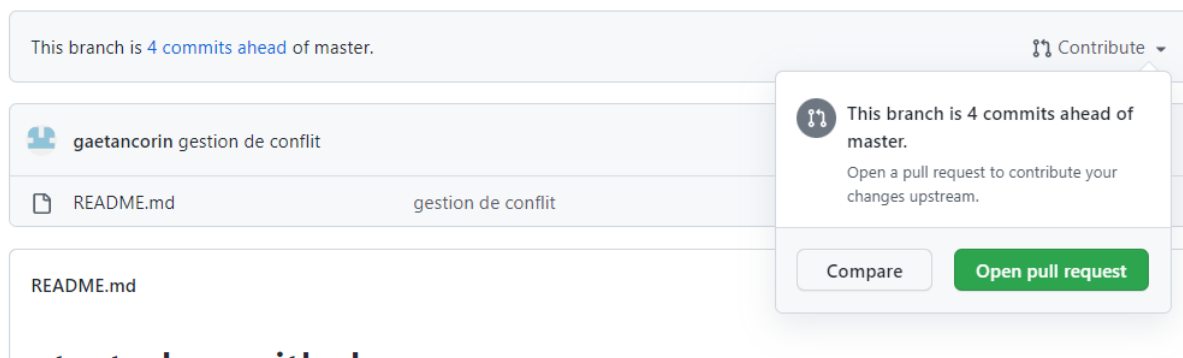 This branch is 4 commits ahead of master.
Contribute
This branch is 4 commits ahead of
master.
Open a pull request to contribute your
changes upstream.
Compare
Open pull request
gaetancorin gestion de conflit
README.md
gestion de conflit
README.md